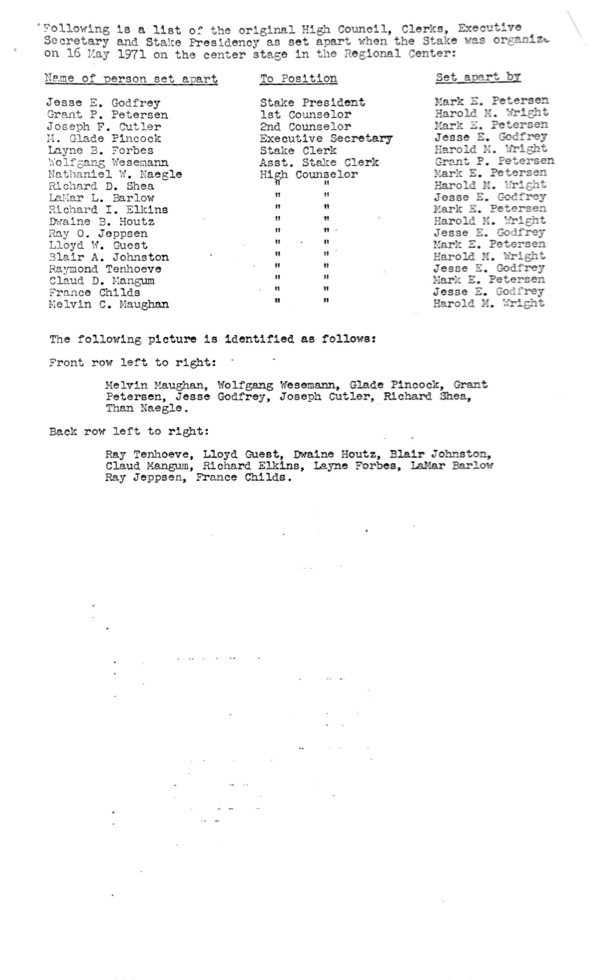 Following is a list of the original High Council, Clerks, Executive
Secretary and Stake Presidency as set apart when the Stake was organize
on 16 May 1971 on the center stage in the Regional Center:
Name of person set apart To Position Set apart by
Jesse E. Godfrey Stake President Mark E. Petersen
Grant P. Petersen 1st Counselor Harold M. Wright
Joseph F. Cutler 2nd Counselor Mark E. Petersen
M. Glade Pincock Executive Secretary Jesse E. Godfrey
Layne B. Forbes Stake Clerk Harold M. Wright
Wolfgang Wesemann Asst. Stake Clerk Grant P. Petersen
Nathaniel W. Naegle High Counselor Mark E. Petersen
Richard D. Shea " " Harold M. Wright
LaMar L. Barlow " " Jesse E. Godfrey
Richard I. Elkins " " Mark E. Petersen
Dwaine B. Houtz " " Harold M. Wright
Ray O. Jeppsen " " Jesse E. Godfrey
Lloyd W. Guest " " Mark E. Petersen
Blair A. Johnston " " Harold M. Wright
Raymond Tenhoeve " " Jesse E. Godfrey
Claud D. Mangum " " Mark E. Petersen
France Childs " " Jesse E. Godfrey
Melvin C. Maughan " " Harold M. Wright
The following picture is identified as follows:
Front row left to right:
Melvin Maughan, Wolfgang Wesemann, Glade Pincock, Grant
Petersen, Jesse Godfrey, Joseph Cutler, Richard Shea,
Than Naegle.
Back row left to right:
Ray Tenhoeve, Lloyd Guest, Dwaine Houtz, Blair Johnston,
Claud Mangum, Richard Elkins, Layne Forbes, LaMar Barlow
Ray Jeppsen, France Childs.